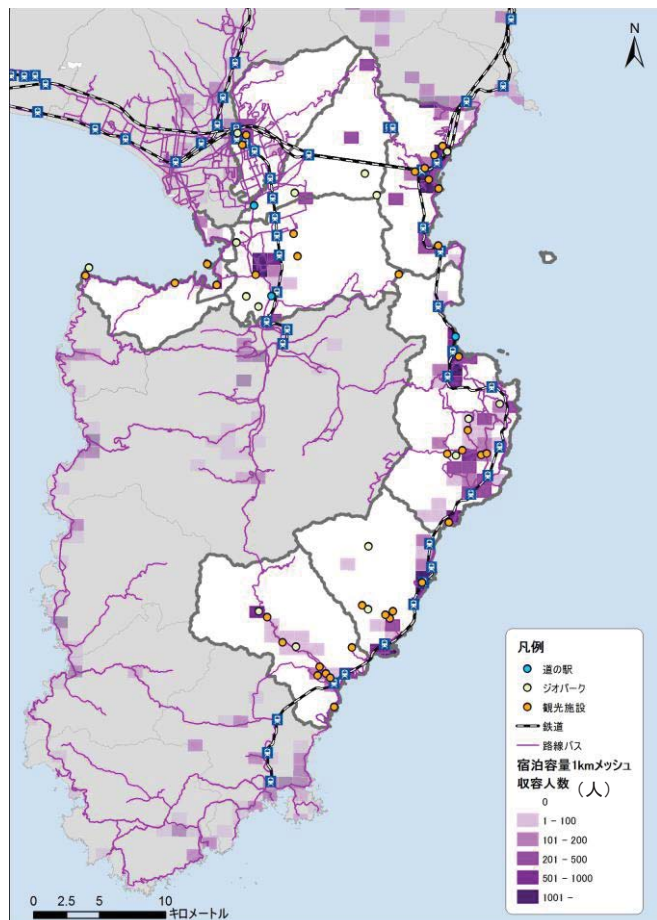 N
凡例
道の駅
ジオパーク
観光施設
鉄道
路線バス
宿泊容量1kmメッシュ
収容人数 (人)
0
1 - 100
101 - 200
201 - 500
501 - 1000
1001 -
0 2.5 5 10
キロメートル